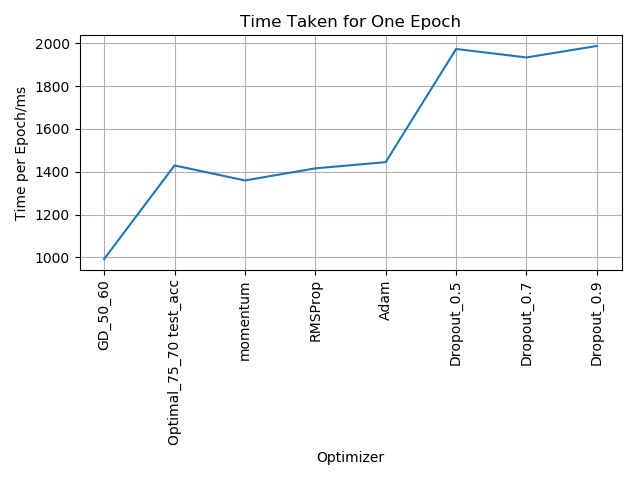 Time Taken for One Epoch
Time per Epoch/ms
2000
1800
1600
1400
1200
1000
GD_50_60
Optimal_75_70 test_acc
momentum
RMSProp
Adam
Dropout_0.5
Dropout_0.7
Dropout_0.9
Optimizer